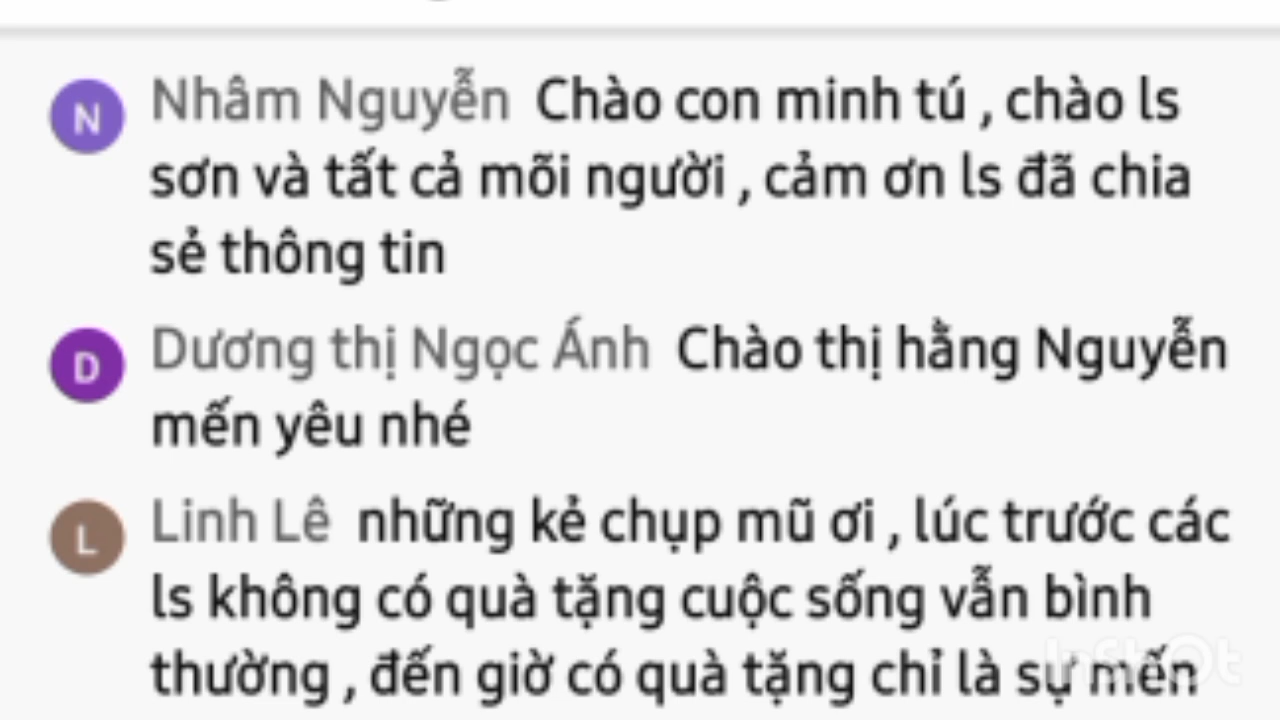 N Nhâm Nguyễn Chào con minh tú , chào ls
sơn và tất cả mõi người , cảm ơn ls đã chia
sẻ thông tin
D Dương thị Ngọc Ánh Chào thị hằng Nguyễn
mến yêu nhé
L Linh Lê những kẻ chụp mũ ơi , lúc trước các
ls không có quà tặng cuộc sống vẫn bình
thường , đến giờ có quà tặng chỉ là sự mến
InShOt